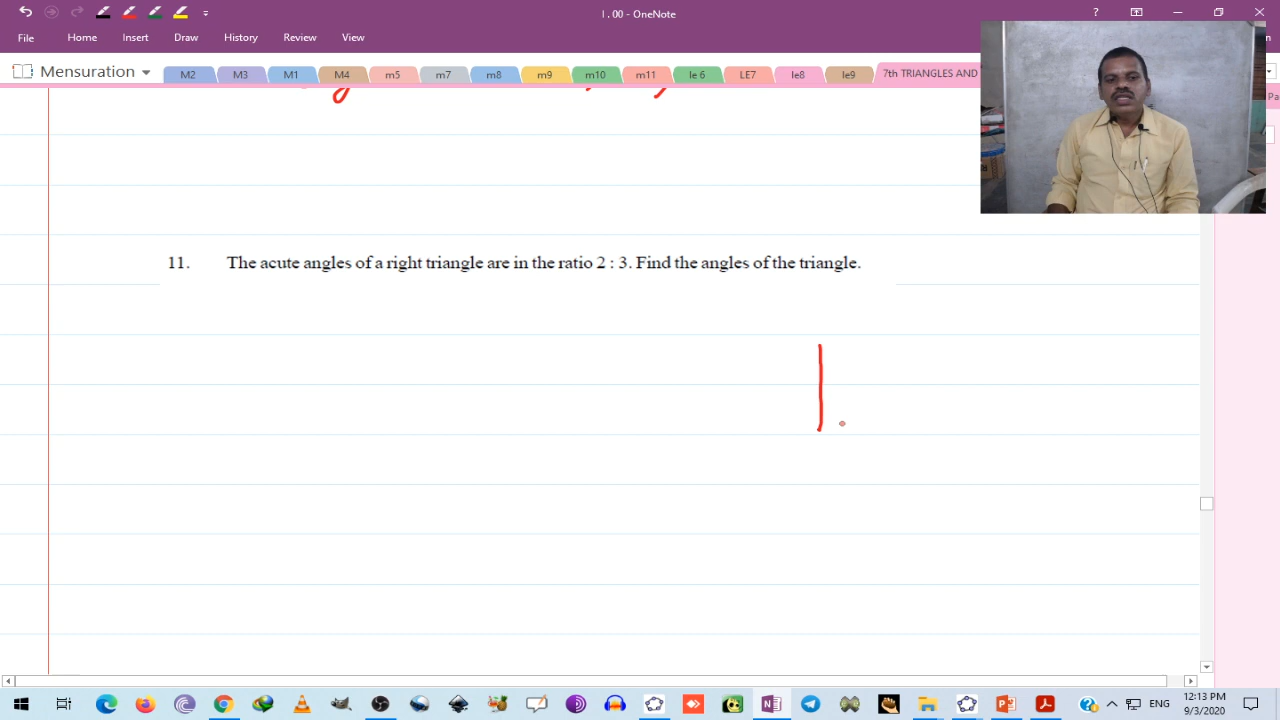 1.00 - OneNote
File Home Insert Draw History Review View
Mensuration M2 M3 M1 M4 m5 m7 m8 m9 m10 m11 le 6 LE7 le8 le9 7th TRIANGLES AND
Pa
11. The acute angles of a right triangle are in the ratio 2 : 3. Find the angles of the triangle.
ENG
12:13 PM
9/3/2020